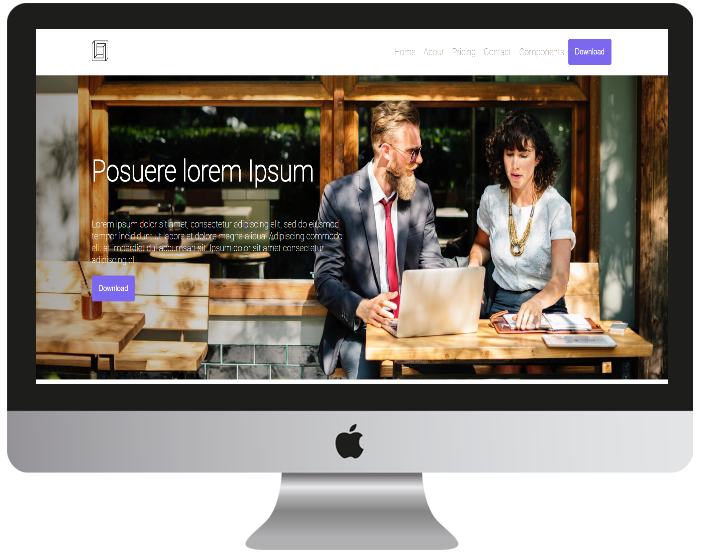 Home About Pricing Contact Components Download
Posuere lorem Ipsum
Lorem ipsum dolor sit amet, consectetur adipiscing elit, sed do eiusmod
tempor incididunt ut labore et dolore magna aliqua. Adipiscing commodo
elit at imperdiet dui accumsan sit. Ipsum dolor sit amet consectetur
adipiscing el
Download